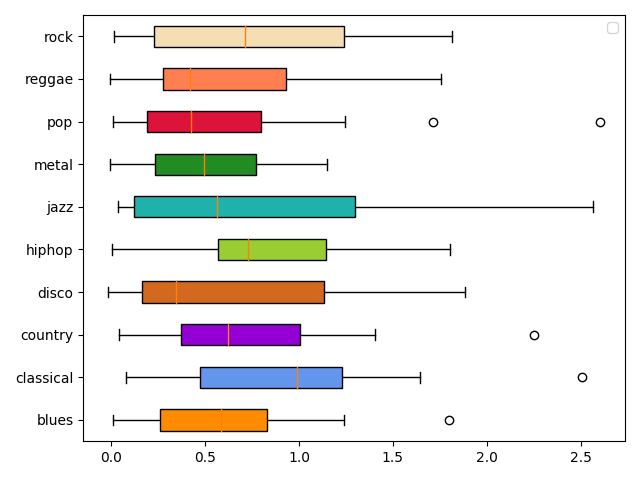 rock
reggae
pop
metal
jazz
hiphop
disco
country
classical
blues
0.0 0.5 1.0 1.5 2.0 2.5